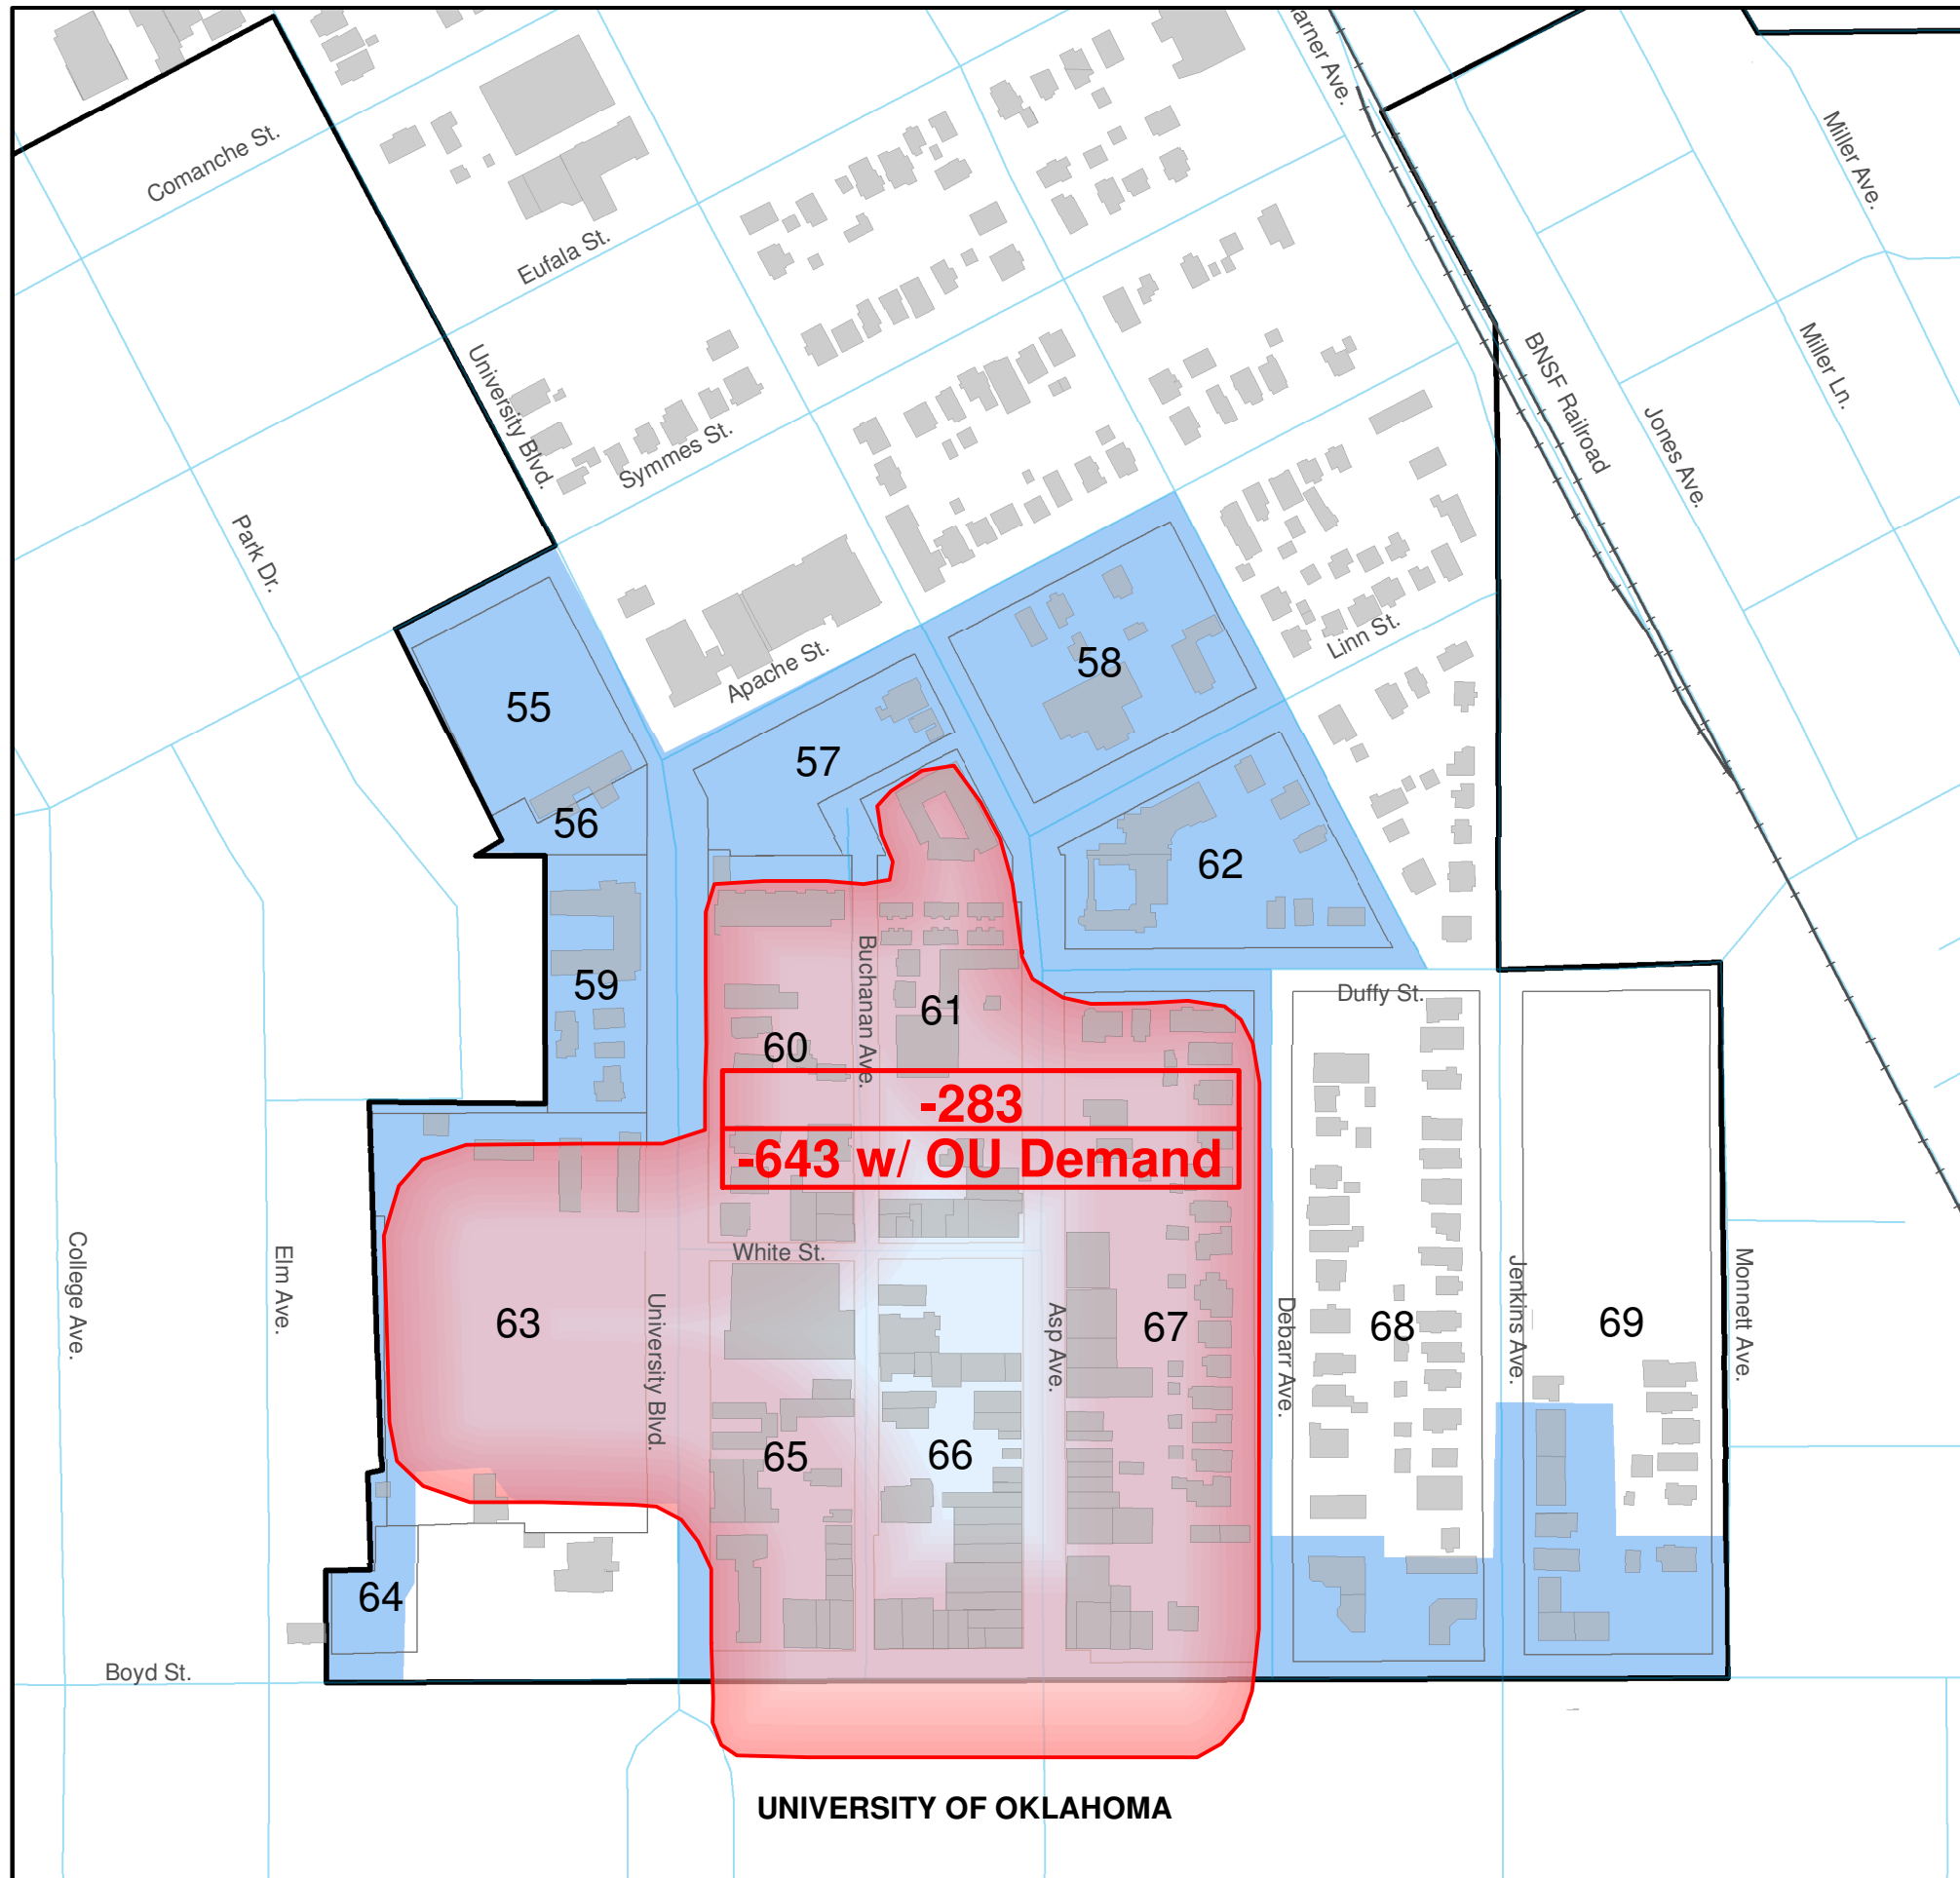 arner Ave.
Miller Ave.
Comanche St.
Eufala St.
University Blvd.
BNSF Railroad
Miller Ln.
Jones Ave.
Symmes St.
Park Dr.
Linn St.
Apache St.
58
55
57
56
62
59
Buchanan Ave.
Duffy St.
61
60
-283
-643 w/ OU Demand
White St.
College Ave.
Elm Ave.
University Blvd.
63
Asp Ave.
67
Debarr Ave.
68
Jenkins Ave.
69
Monnett Ave.
65
66
64
Boyd St.
UNIVERSITY OF OKLAHOMA